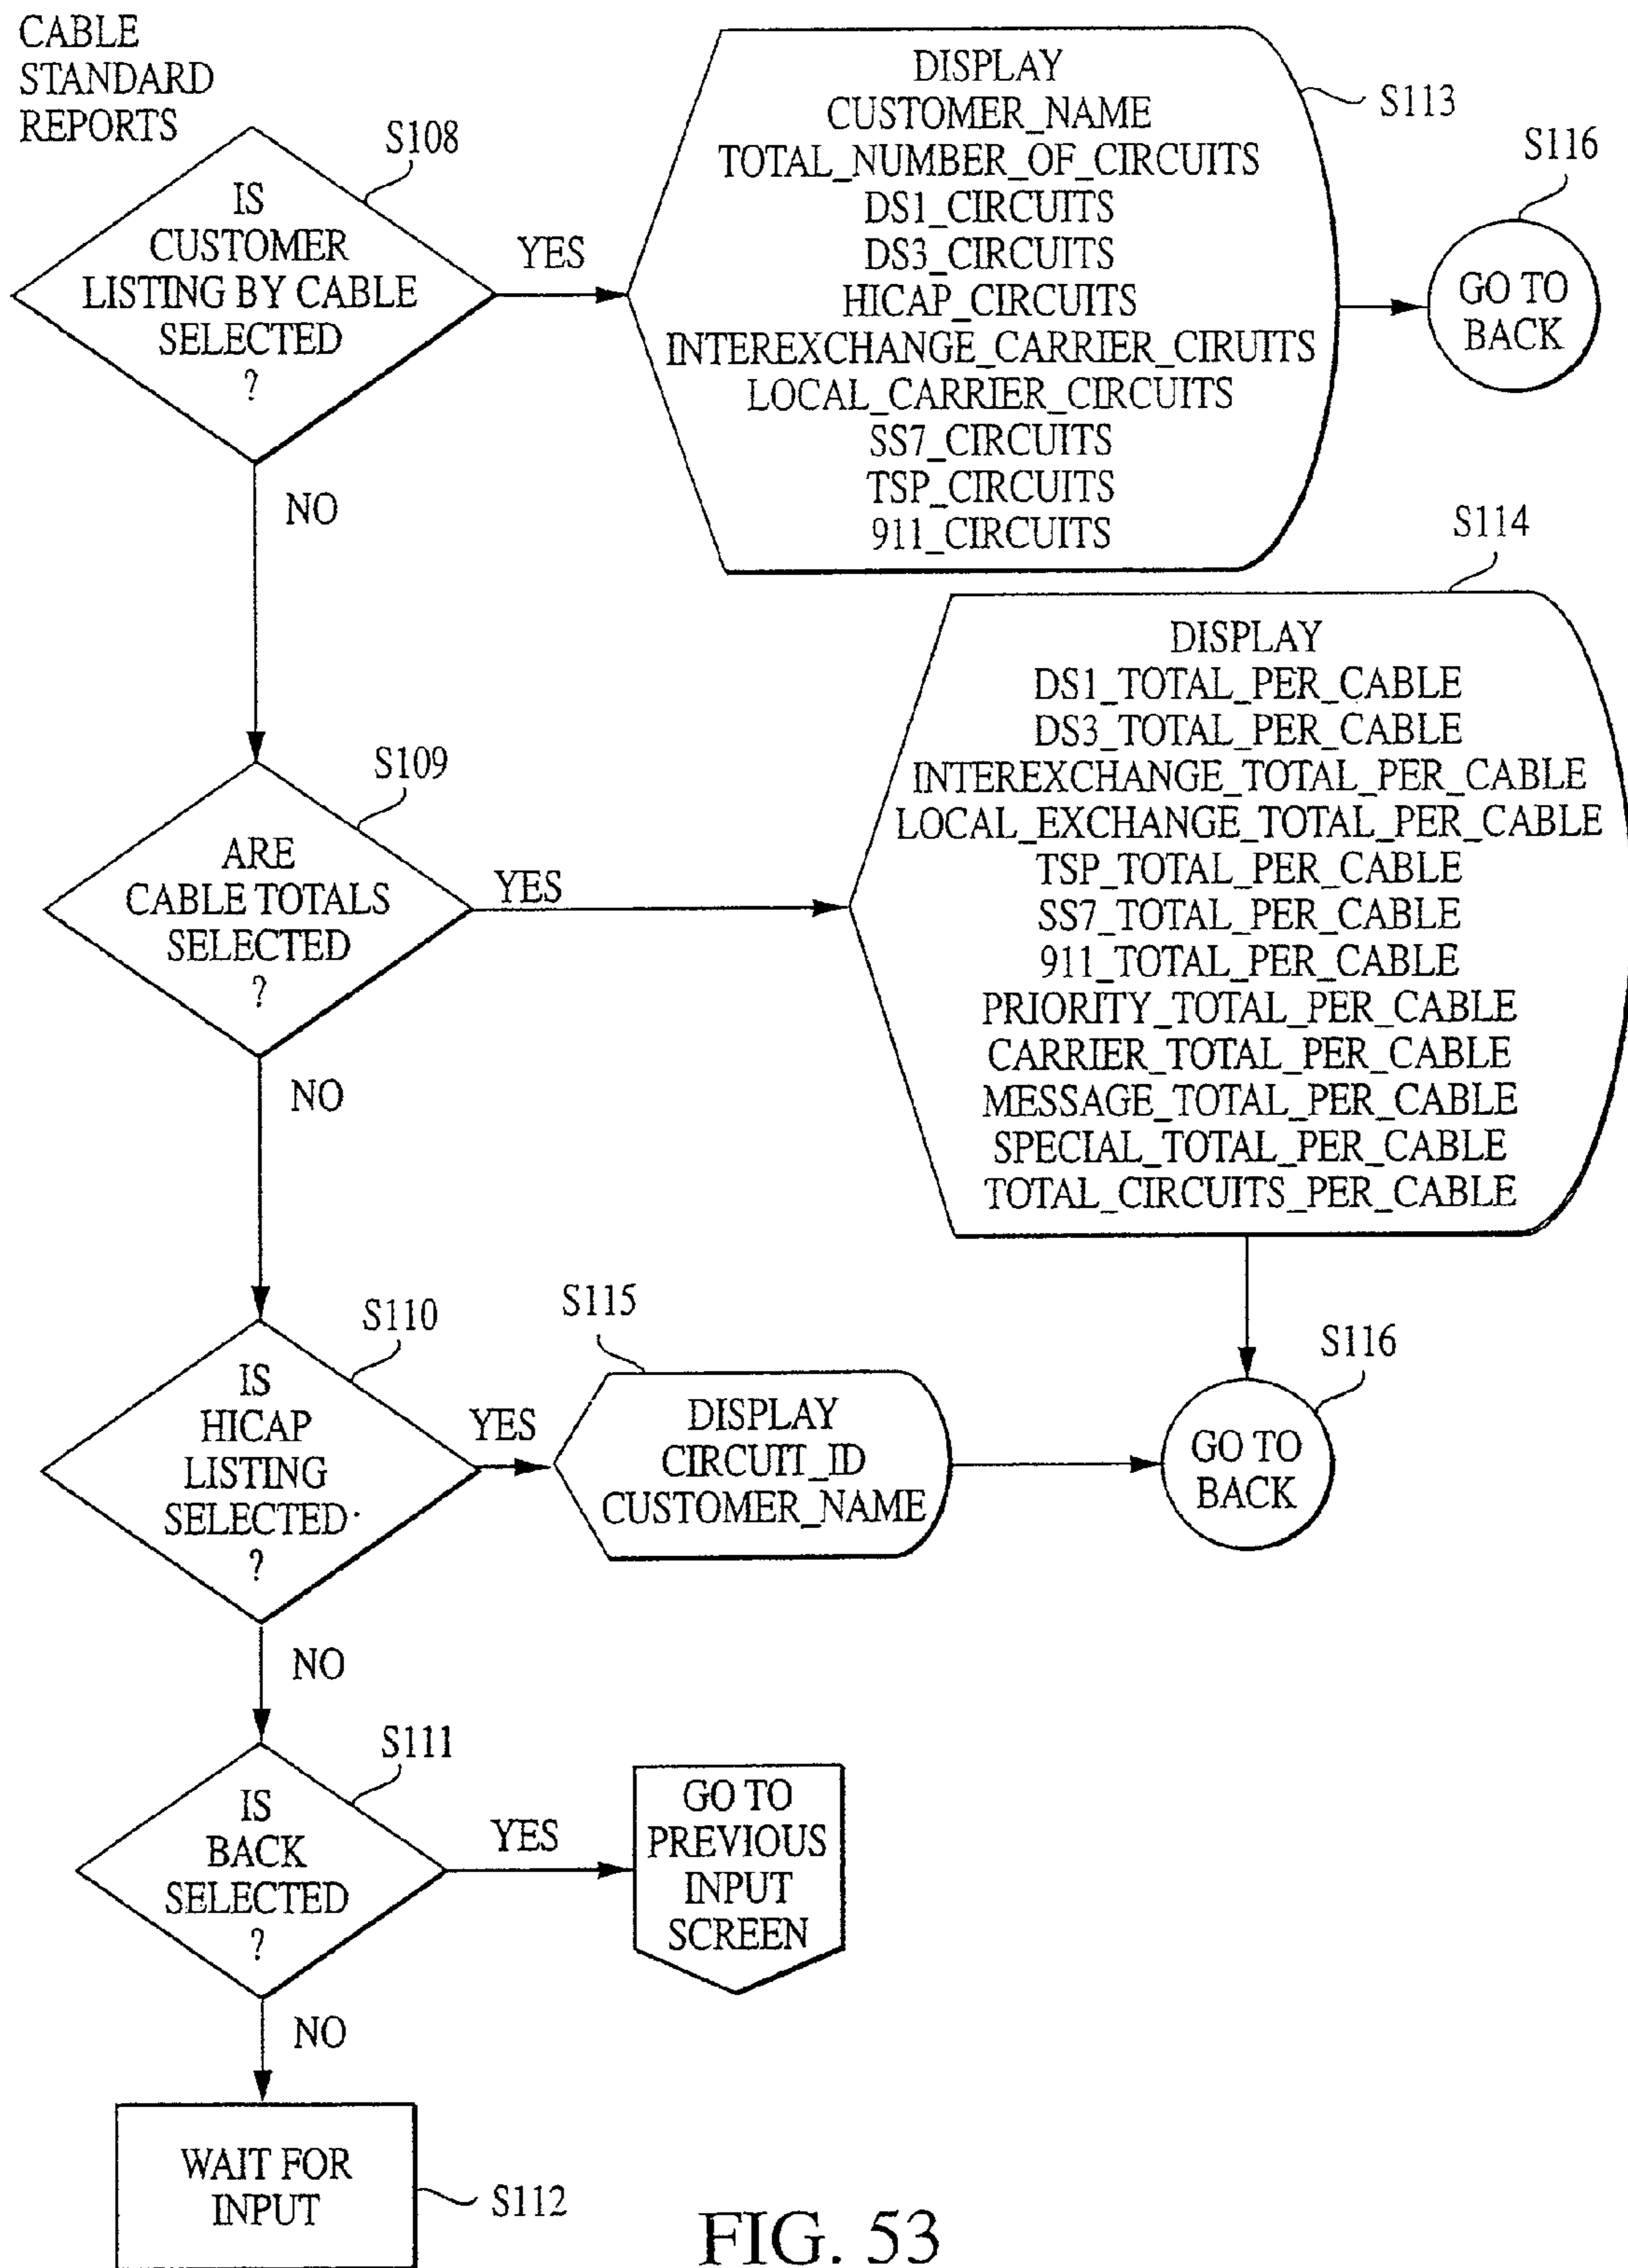 CABLE
STANDARD
REPORTS
S108
IS
CUSTOMER
LISTING BY CABLE
SELECTED
?
YES
NO
DISPLAY
CUSTOMER_NAME
TOTAL_NUMBER_OF_CIRCUITS
DS1_CIRCUITS
DS3_CIRCUITS
HICAP_CIRCUITS
INTEREXCHANGE_CARRIER_CIRUITS
LOCAL_CARRIER_CIRCUITS
SS7_CIRCUITS
TSP_CIRCUITS
911_CIRCUITS
S113
S116
GO TO
BACK
S109
ARE
CABLE TOTALS
SELECTED
?
YES
NO
S114
DISPLAY
DS1_TOTAL_PER_CABLE
DS3_TOTAL_PER_CABLE
INTEREXCHANGE_TOTAL_PER_CABLE
LOCAL_EXCHANGE_TOTAL_PER_CABLE
TSP_TOTAL_PER_CABLE
SS7_TOTAL_PER_CABLE
911_TOTAL_PER_CABLE
PRIORITY_TOTAL_PER_CABLE
CARRIER_TOTAL_PER_CABLE
MESSAGE_TOTAL_PER_CABLE
SPECIAL_TOTAL_PER_CABLE
TOTAL_CIRCUITS_PER_CABLE
S110
IS
HICAP
LISTING
SELECTED
?
YES
NO
S115
DISPLAY
CIRCUIT_ID
CUSTOMER_NAME
S116
GO TO
BACK
S111
IS
BACK
SELECTED
?
YES
NO
GO TO
PREVIOUS
INPUT
SCREEN
WAIT FOR
INPUT
S112
FIG. 53